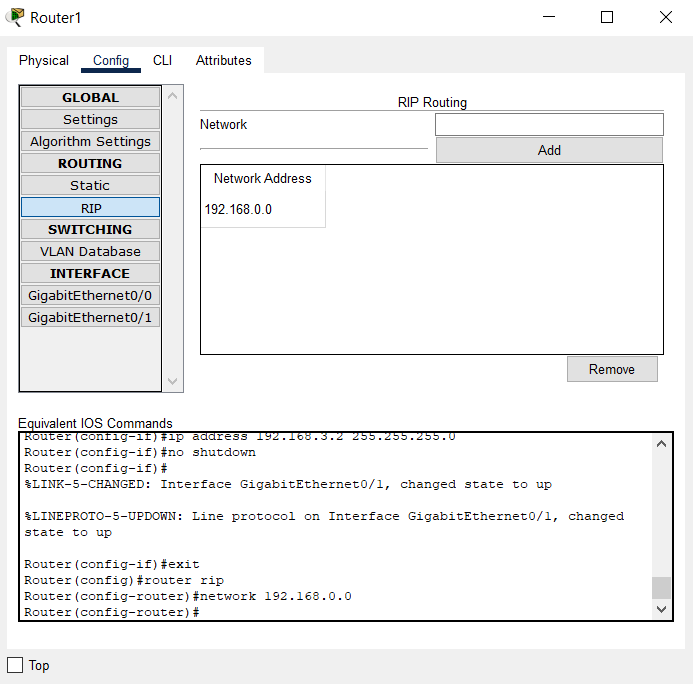 Router1
Physical Config CLI Attributes
GLOBAL
Settings
Algorithm Settings
ROUTING
Static
RIP
SWITCHING
VLAN Database
INTERFACE
GigabitEthernet0/0
GigabitEthernet0/1
RIP Routing
Network
Add
Network Address
192.168.0.0
Remove
Equivalent IOS Commands
Router(config-if)#ip address 192.168.3.2 255.255.255.0
Router(config-if)#no shutdown
Router(config-if)#
%LINK-5-CHANGED: Interface GigabitEthernet0/1, changed state to up
%LINEPROTO-5-UPDOWN: Line protocol on Interface GigabitEthernet0/1, changed
state to up
Router(config-if)#exit
Router(config)#router rip
Router(config-router)#network 192.168.0.0
Router(config-router)#
Top